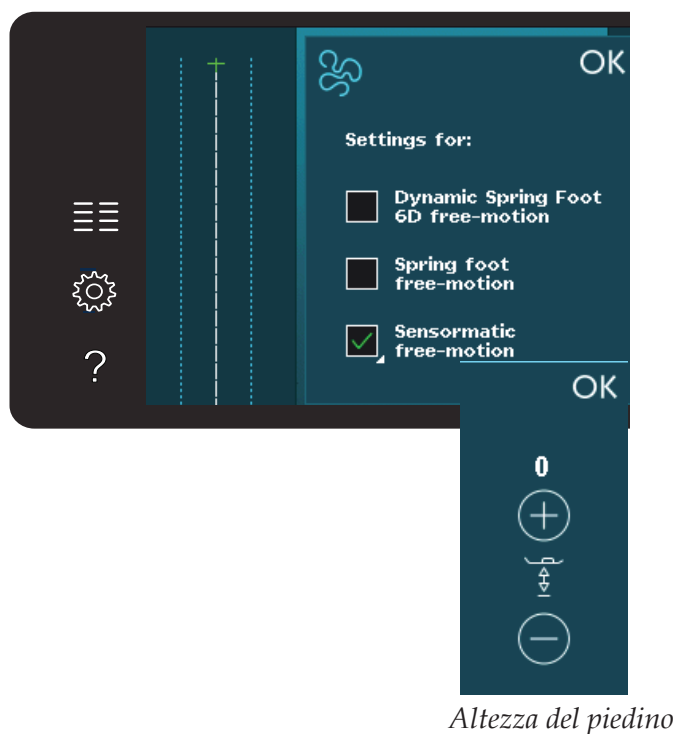 OK
Settings for:
Dynamic Spring Foot
6D free-motion
Spring foot
free-motion
Sensormatic
free-motion
?
OK
0
Altezza del piedino